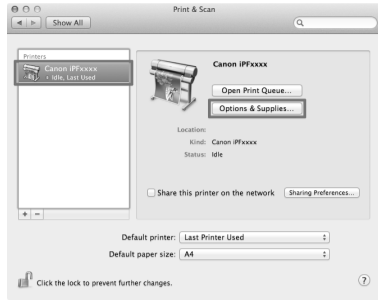 Print & Scan
Show All
Printers
Canon iPFxxxx
• Idle, Last Used
Canon iPFxxxx
Open Print Queue...
Options & Supplies...
Location:
Kind: Canon iPFxxxx
Status: Idle
Share this printer on the network
Sharing Preferences...
+ −
Default printer: Last Printer Used
Default paper size: A4
Click the lock to prevent further changes.
?